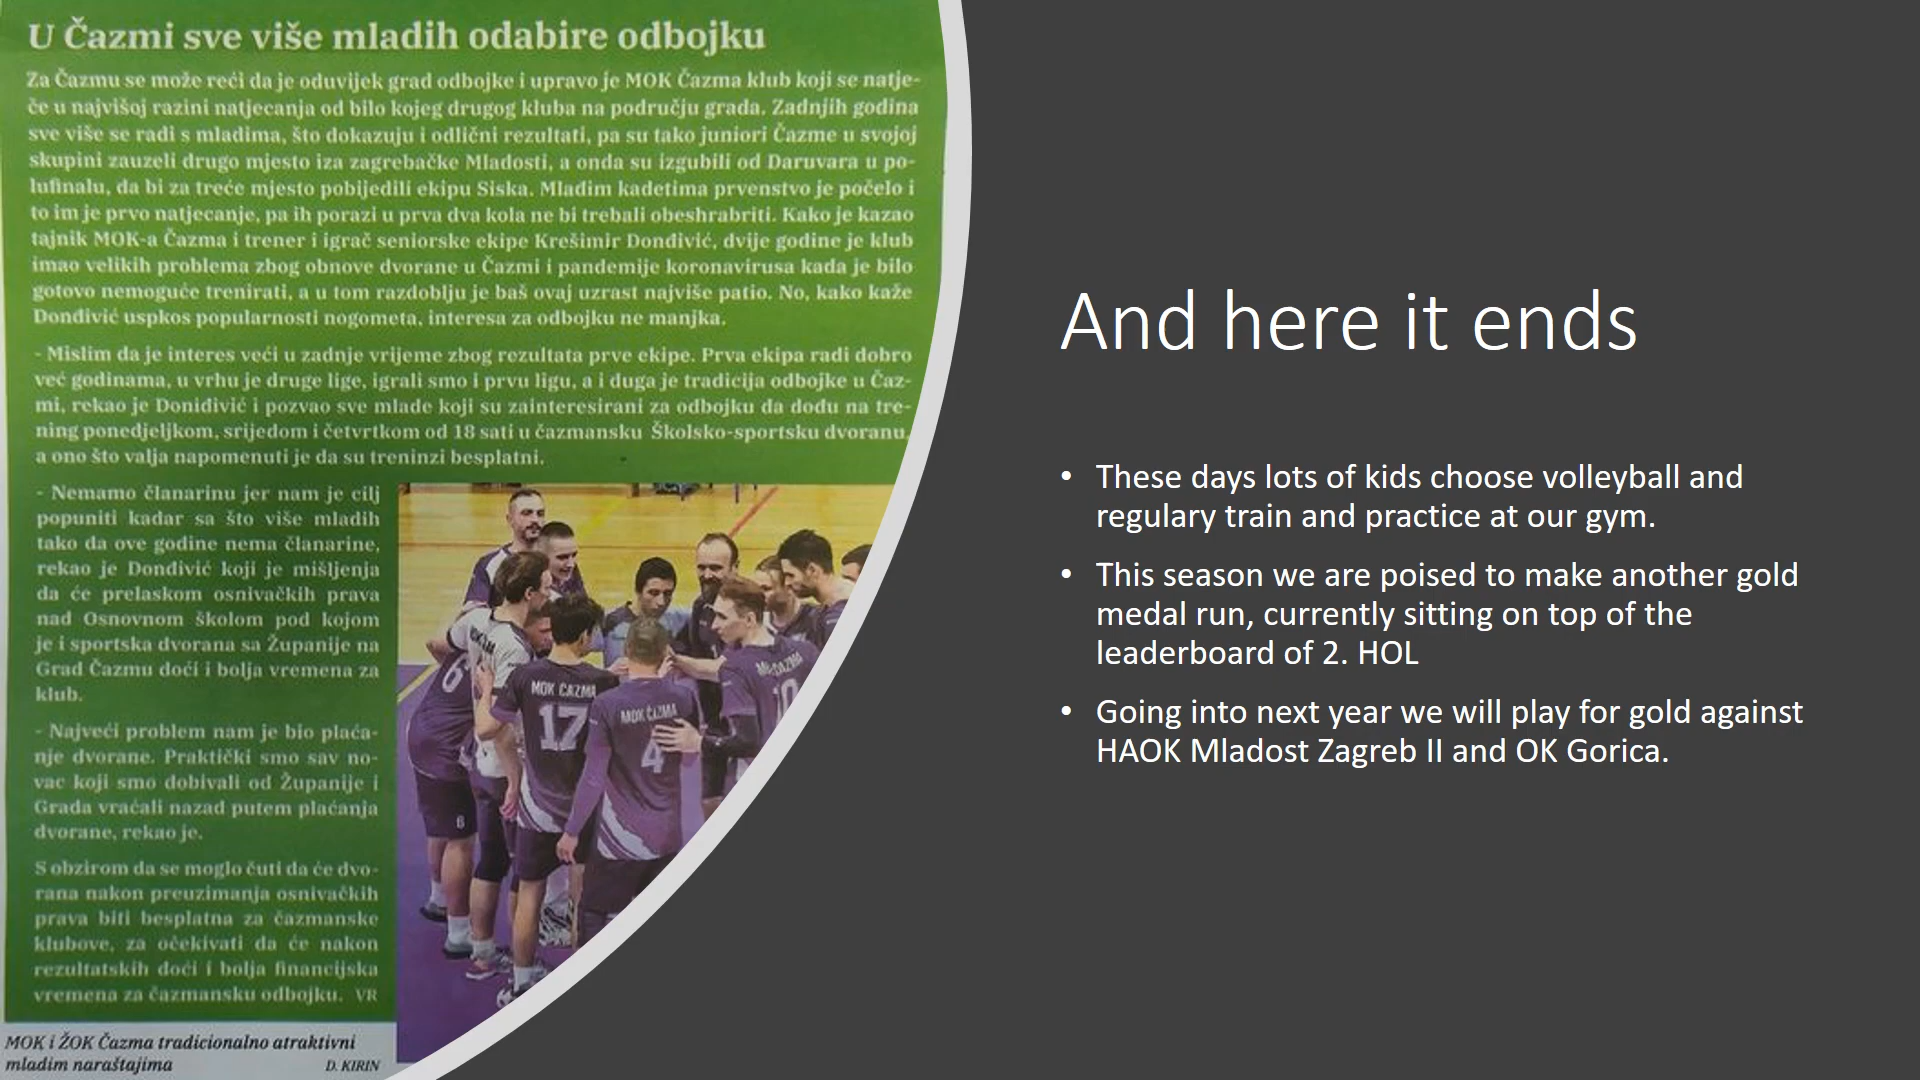 U Čazmi sve više mladih odabire odbojku
Za Čazmu se može reći da je oduvijek grad odbojke i upravo je MOK Čazma klub koji se natje-
če u najvišoj razini natjecanja od bilo kojeg drugog kluba na području grada. Zadnjih godina
sve više se radi s mladima, što dokazuju i odlični rezultati, pa su tako juniori Čazme u svojoj
skupini zauzeli drugo mjesto iza zagrebačke Mladosti, a onda su izgubili od Daruvara u po-
lufinalu, da bi za treće mjesto pobijedili ekipu Siska. Mlađim kadetima prvenstvo je počelo i
to im je prvo natjecanje, pa ih porazi u prva dva kola ne bi trebali obeshrabriti. Kako je kazao
tajnik MOK-a Čazma i trener i igrač seniorske ekipe Krešimir Donđivić, dvije godine je klub
imao velikih problema zbog obnove dvorane u Čazmi i pandemije koronavirusa kada je bilo
gotovo nemoguće trenirati, a u tom razdoblju je baš ovaj uzrast najviše patio. No, kako kaže
Donđivić uspkos popularnosti nogometa, interesa za odbojku ne manjka.
- Mislim da je interes veći u zadnje vrijeme zbog rezultata prve ekipe. Prva ekipa radi dobro
već godinama, u vrhu je druge lige, igrali smo i prvu ligu, a i duga je tradicija odbojke u Čaz-
mi, rekao je Doniđivić i pozvao sve mlade koji su zainteresirani za odbojku da dođu na tre-
ning ponedjeljkom, srijedom i četvrtkom od 18 sati u čazmansku Školsko-sportsku dvoranu,
a ono što valja napomenuti je da su treninzi besplatni.
- Nemamo članarinu jer nam je cilj
popuniti kadar sa što više mladih
tako da ove godine nema članarine,
rekao je Donđivić koji je mišljenja
da će prelaskom osnivačkih prava
nad Osnovnom školom pod kojom
je i sportska dvorana sa Županije na
Grad Čazmu doći i bolja vremena za
klub.
- Najveći problem nam je bio plaća-
nje dvorane. Praktički smo sav no-
vac koji smo dobivali od Županije i
Grada vraćali nazad putem plaćanja
dvorane, rekao je.
S obzirom da se moglo čuti da će dvo-
rana nakon preuzimanja osnivačkih
prava biti besplatna za čazmanske
klubove, za očekivati da će nakon
rezultatskih doći i bolja financijska
vremena za čazmansku odbojku. VR
6
MOK ČAZMA
17
MOK ČAZMA
4
10
8
MOK i ŽOK Čazma tradicionalno atraktivni
mladim naraštajima D. KIRIN
And here it ends
• These days lots of kids choose volleyball and
regulary train and practice at our gym.
• This season we are poised to make another gold
medal run, currently sitting on top of the
leaderboard of 2. HOL
• Going into next year we will play for gold against
HAOK Mladost Zagreb II and OK Gorica.